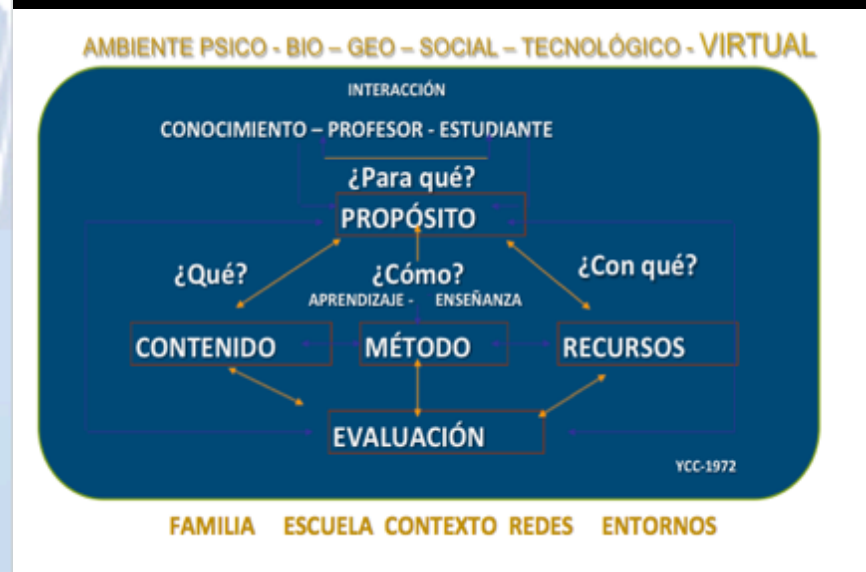 AMBIENTE PSICO - BIO – GEO – SOCIAL – TECNOLÓGICO - VIRTUAL
INTERACCIÓN
CONOCIMIENTO – PROFESOR - ESTUDIANTE
¿Para qué?
PROPÓSITO
¿Qué?
¿Cómo?
¿Con qué?
APRENDIZAJE - ENSEÑANZA
CONTENIDO
MÉTODO
RECURSOS
EVALUACIÓN
YCC-1972
FAMILIA ESCUELA CONTEXTO REDES ENTORNOS